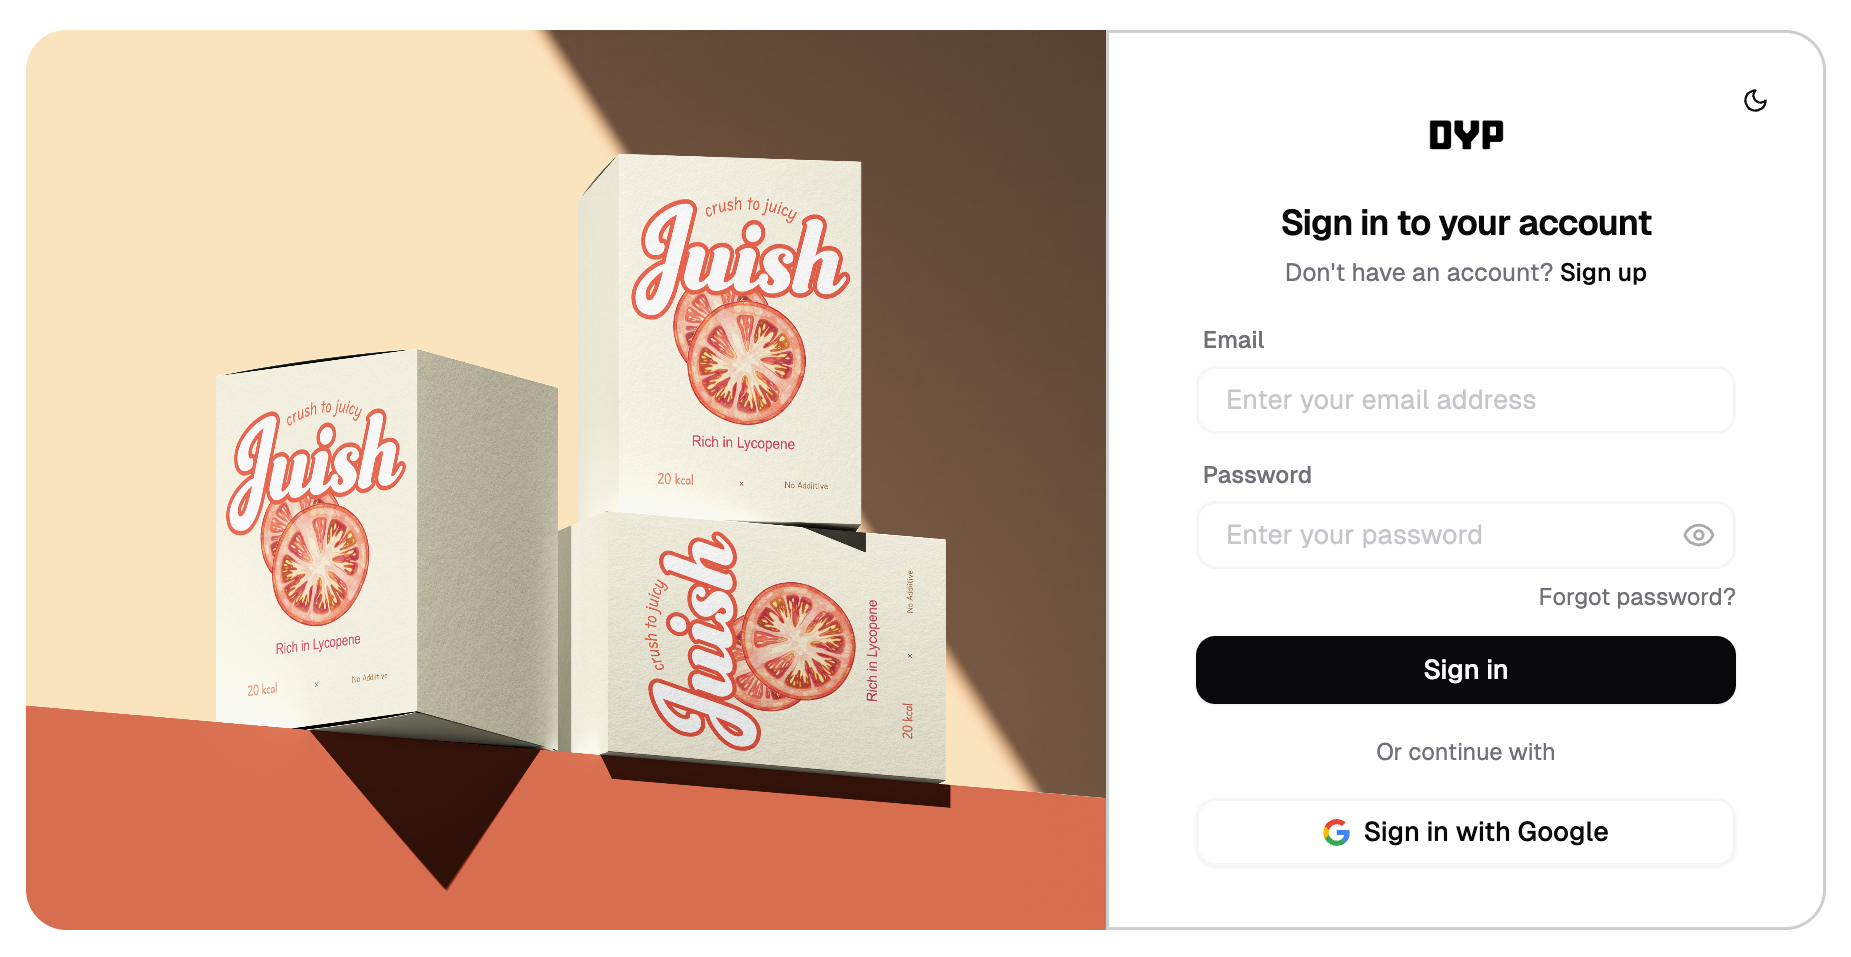 crush to juicy
Juish
Rich in Lycopene
20 kcal x No Additive
crush to juicy
Juish
Rich in Lycopene
20 kcal x No Addiitive
crush to juicy
Juish
Rich in Lycopene
20 kcal x No Additive
DYP
Sign in to your account
Don't have an account? Sign up
Email
Enter your email address
Password
Enter your password
Forgot password?
Sign in
Or continue with
Sign in with Google